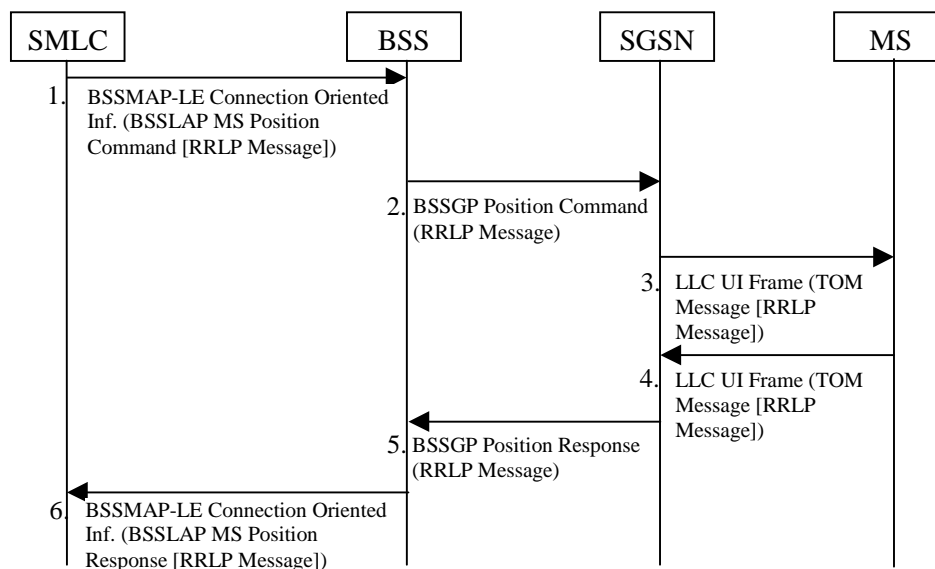 SMLC
BSS
SGSN
MS
1.
BSSMAP-LE Connection Oriented
Inf. (BSSLAP MS Position
Command [RRLP Message])
2.
BSSGP Position Command
(RRLP Message)
3.
LLC UI Frame (TOM
Message [RRLP
Message])
4.
LLC UI Frame (TOM
Message [RRLP
Message])
5.
BSSGP Position Response
(RRLP Message)
6.
BSSMAP-LE Connection Oriented
Inf. (BSSLAP MS Position
Response [RRLP Message])